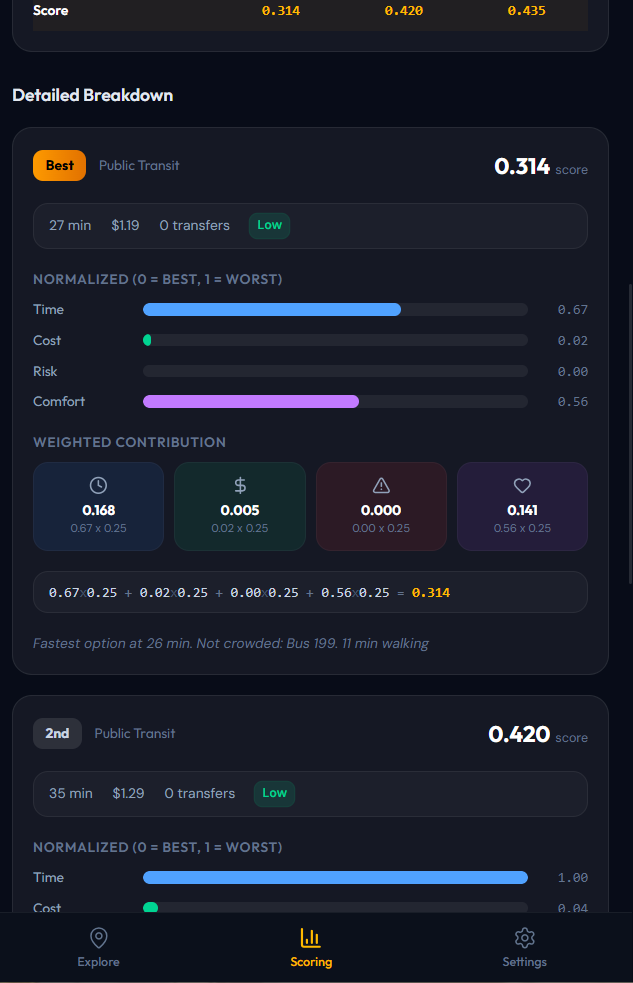 Score 0.314 0.420 0.435
Detailed Breakdown
Best Public Transit 0.314 score
27 min $1.19 0 transfers Low
NORMALIZED (0 = BEST, 1 = WORST)
Time 0.67
Cost 0.02
Risk 0.00
Comfort 0.56
WEIGHTED CONTRIBUTION
0.168 0.005 0.000 0.141
0.67 x 0.25 0.02 x 0.25 0.00 x 0.25 0.56 x 0.25
0.67x0.25 + 0.02x0.25 + 0.00x0.25 + 0.56x0.25 = 0.314
Fastest option at 26 min. Not crowded: Bus 199. 11 min walking
2nd Public Transit 0.420 score
35 min $1.29 0 transfers Low
NORMALIZED (0 = BEST, 1 = WORST)
Time 1.00
Cost 0.04
Explore Scoring Settings